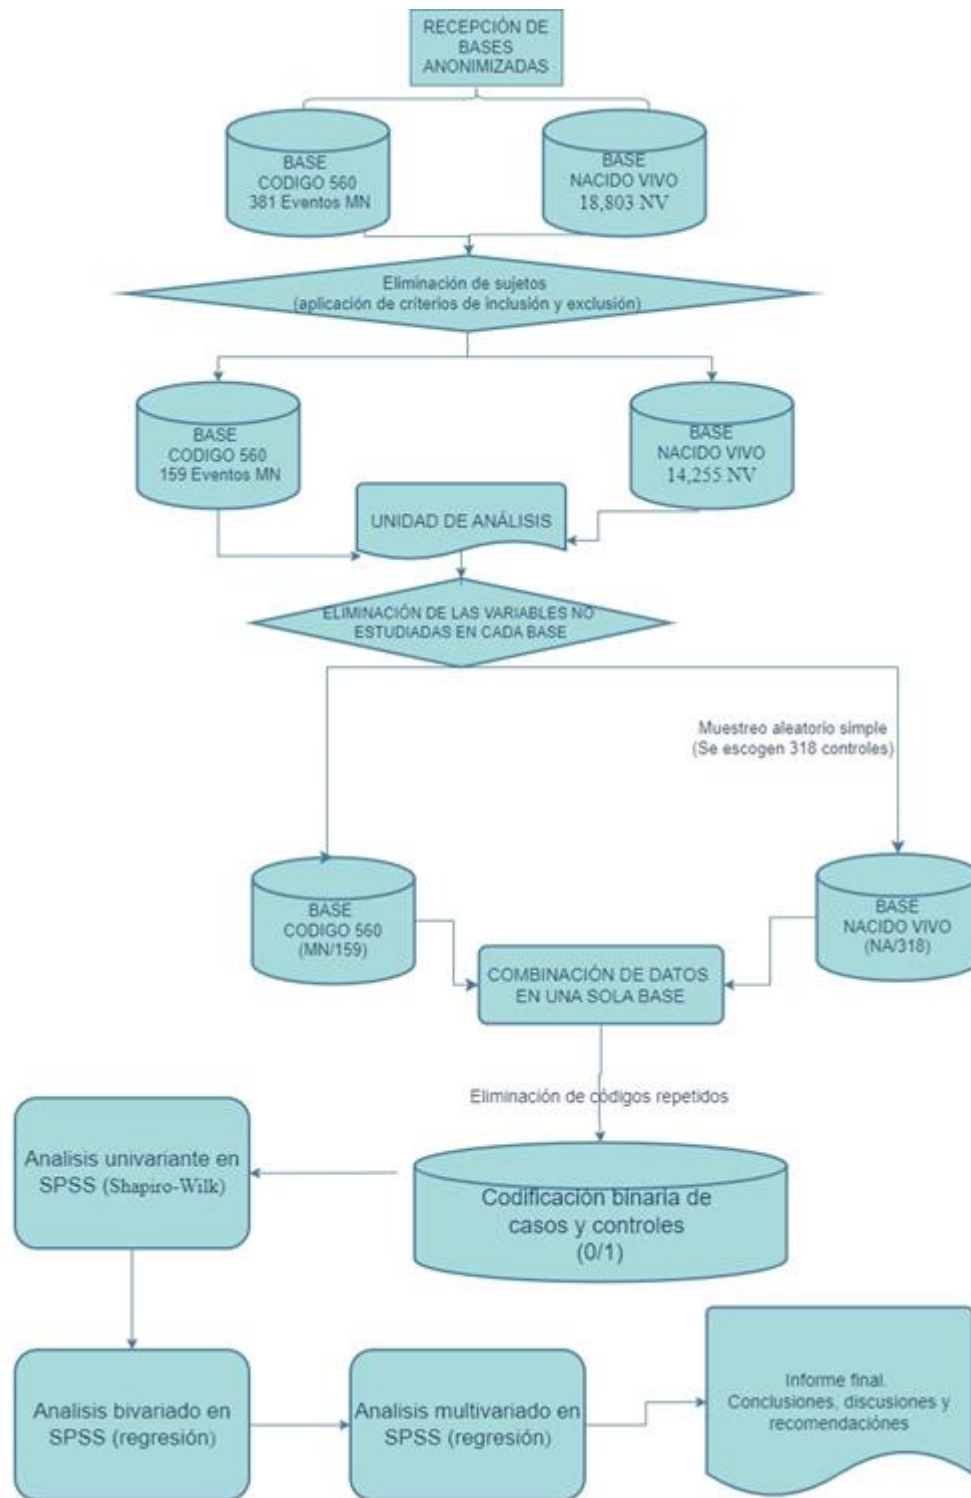 RECEPCIÓN DE
BASES
ANONIMIZADAS
BASE
CODIGO 560
381 Eventos MN
BASE
NACIDO VIVO
18,803 NV
Eliminación de sujetos
(aplicación de criterios de inclusión y exclusión)
BASE
CODIGO 560
159 Eventos MN
BASE
NACIDO VIVO
14,255 NV
UNIDAD DE ANÁLISIS
ELIMINACIÓN DE LAS VARIABLES NO
ESTUDIADAS EN CADA BASE
Muestreo aleatorio simple
(Se escogen 318 controles)
BASE
CODIGO 560
(MN/159)
BASE
NACIDO VIVO
(NA/318)
COMBINACIÓN DE DATOS
EN UNA SOLA BASE
Eliminación de códigos repetidos
Codificación binaria de
casos y controles
(0/1)
Analisis univariante en
SPSS (Shapiro-Wilk)
Analisis bivariado en
SPSS (regresión)
Analisis multivariado en
SPSS (regresión)
Informe final.
Conclusiones, discusiones y
recomendaciónes